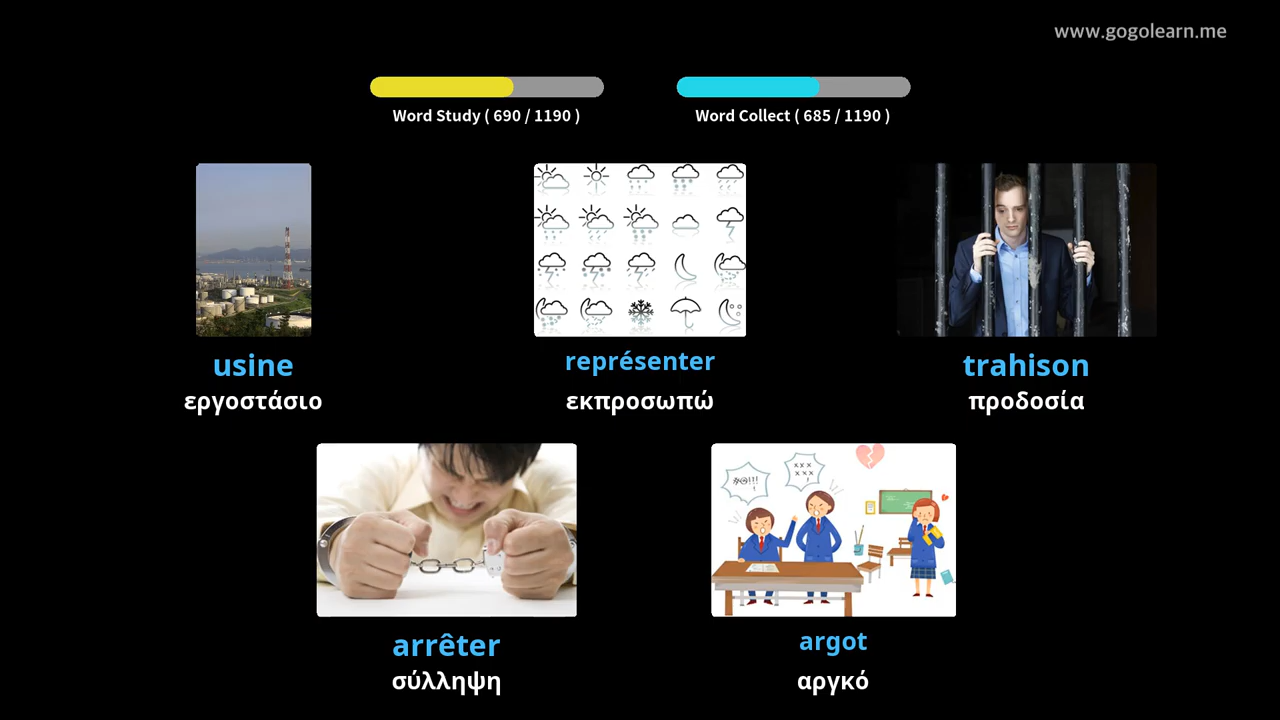 www.gogolearn.me
Word Study ( 690 / 1190 )
Word Collect ( 685 / 1190 )
usine
εργοστάσιο
représenter
εκπροσωπώ
trahison
προδοσία
arrêter
σύλληψη
argot
αργκό